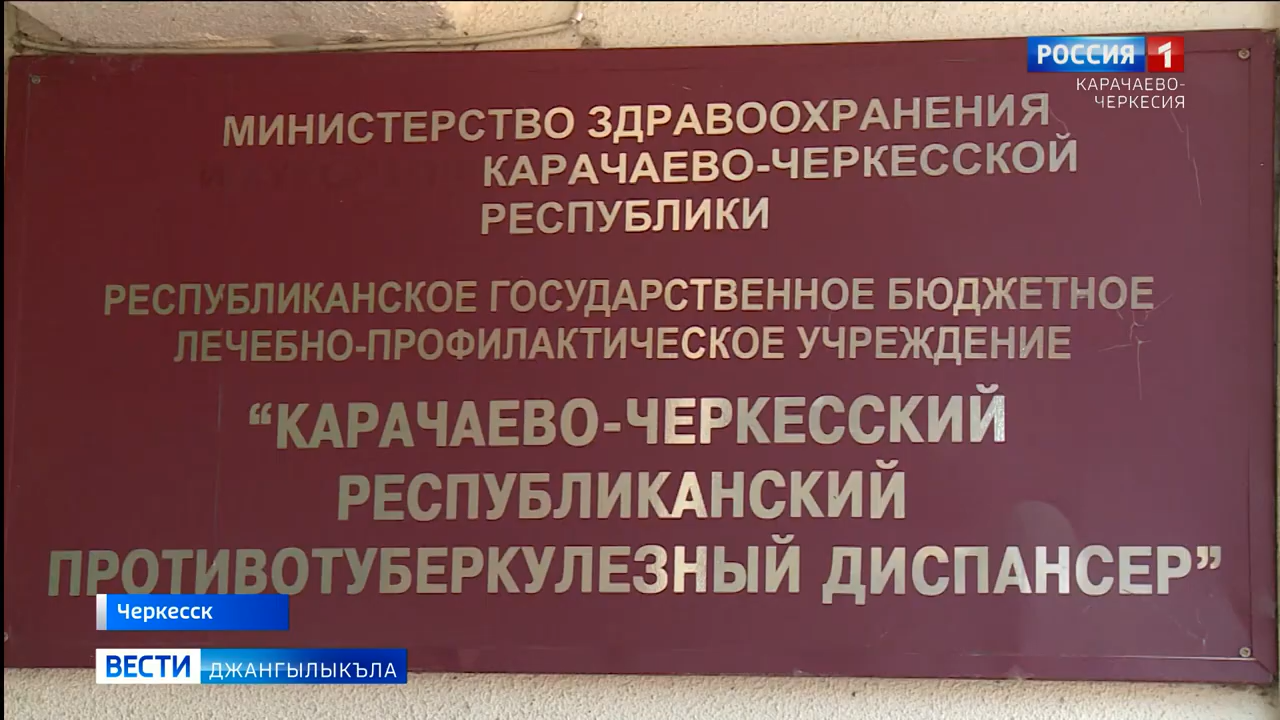 РОССИЯ 1
КАРАЧАЕВО-
ЧЕРКЕСИЯ
МИНИСТЕРСТВО ЗДРАВООХРАНЕНИЯ
КАРАЧАЕВО-ЧЕРКЕССКОЙ
РЕСПУБЛИКИ
РЕСПУБЛИКАНСКОЕ ГОСУДАРСТВЕННОЕ БЮДЖЕТНОЕ
ЛЕЧЕБНО-ПРОФИЛАКТИЧЕСКОЕ УЧРЕЖДЕНИЕ
“КАРАЧАЕВО-ЧЕРКЕССКИЙ
РЕСПУБЛИКАНСКИЙ
ПРОТИВОТУБЕРКУЛЕЗНЫЙ ДИСПАНСЕР”
Черкесск
ВЕСТИ ДЖАНГЫЛЫКЪЛА